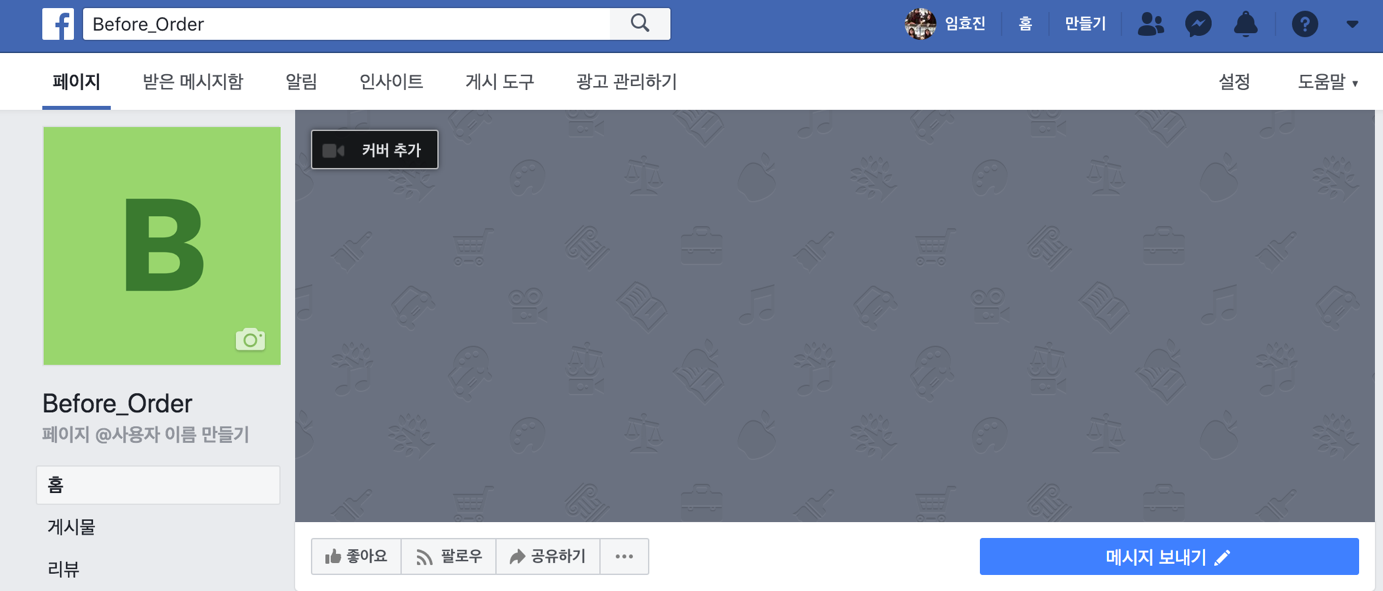 f Before_Order 임효진 홈 만들기 ?
페이지 받은 메시지함 알림 인사이트 게시 도구 광고 관리하기 설정 도움말 ▾
커버 추가
B
Before_Order
페이지 @사용자 이름 만들기
홈
게시물
리뷰
좋아요 팔로우 공유하기 ··· 메시지 보내기